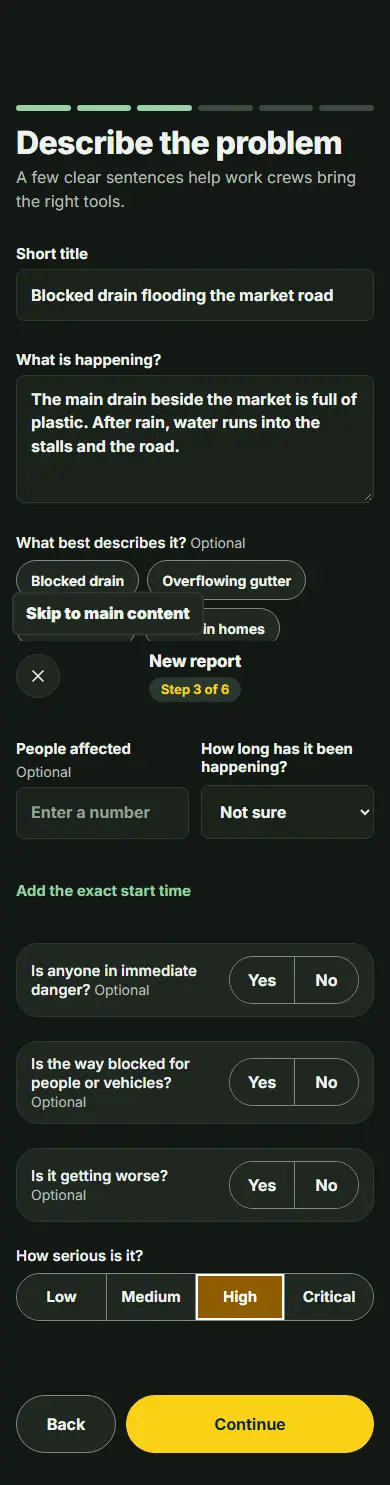 Describe the problem
A few clear sentences help work crews bring
the right tools.
Short title
Blocked drain flooding the market road
What is happening?
The main drain beside the market is full of
plastic. After rain, water runs into the
stalls and the road.
What best describes it? Optional
Blocked drain
Overflowing gutter
Skip to main content
in homes
New report
Step 3 of 6
People affected
Optional
How long has it been
happening?
Enter a number
Not sure
Add the exact start time
Is anyone in immediate
danger? Optional
Yes
No
Is the way blocked for
people or vehicles?
Optional
Yes
No
Is it getting worse?
Optional
Yes
No
How serious is it?
Low
Medium
High
Critical
Back
Continue